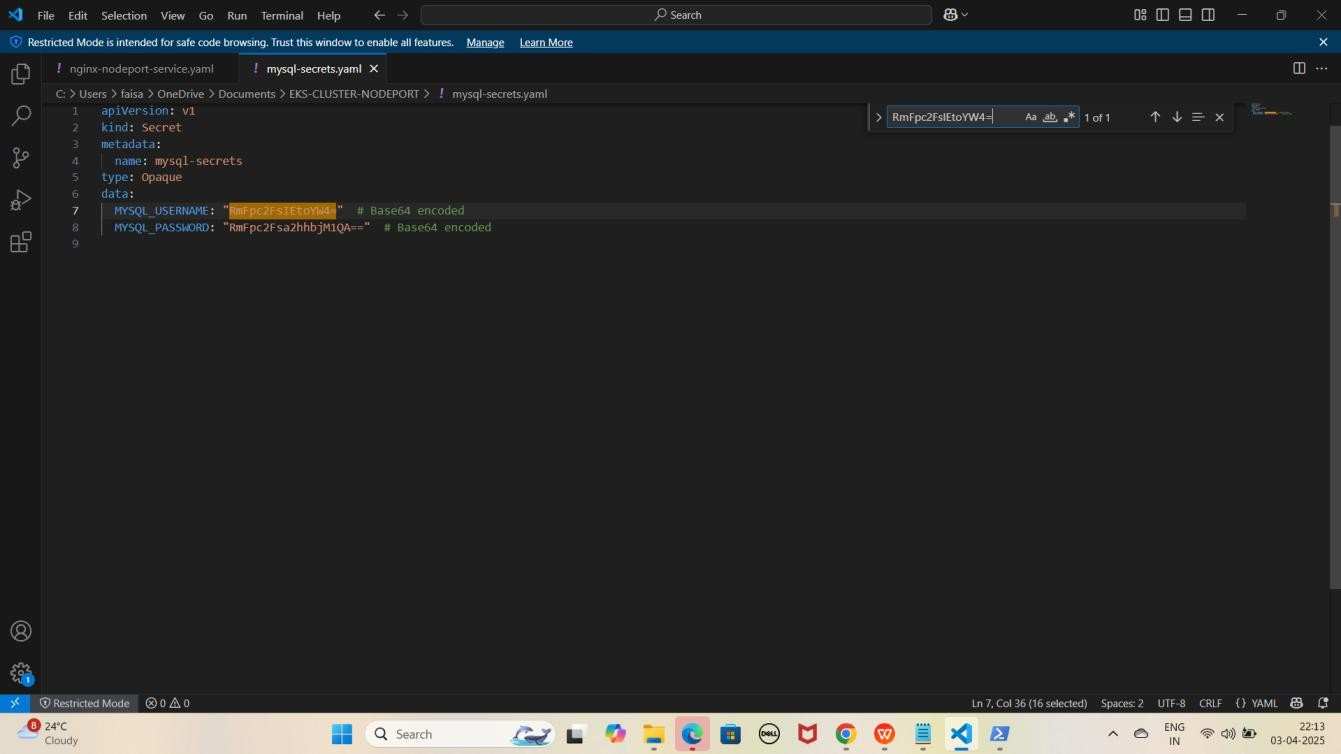 File Edit Selection View Go Run Terminal Help Search
Restricted Mode is intended for safe code browsing. Trust this window to enable all features. Manage Learn More
nginx-nodeport-service.yaml mysql-secrets.yaml
C: > Users > faisa > OneDrive > Documents > EKS-CLUSTER-NODEPORT > mysql-secrets.yaml
RmFpc2FsIEtoYW4= Aa ab 1 of 1
1 apiVersion: v1
2 kind: Secret
3 metadata:
4 name: mysql-secrets
5 type: Opaque
6 data:
7 MYSQL_USERNAME: "RmFpc2FsIEtoYW4=" # Base64 encoded
8 MYSQL_PASSWORD: "RmFpc2Fsa2hhbjM1QA==" # Base64 encoded
9
1
Restricted Mode 0 0 Ln 7, Col 36 (16 selected) Spaces: 2 UTF-8 CRLF {} YAML
8 24°C
Cloudy
Search
DELL
ENG
IN
22:13
03-04-2025